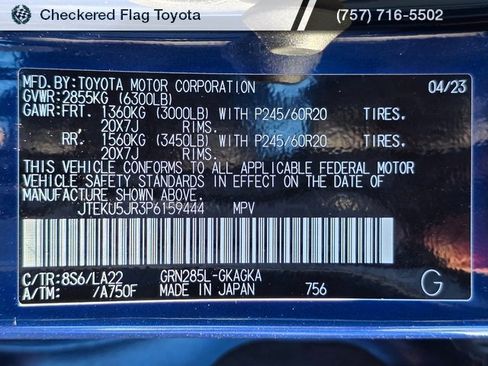 Checkered Flag Toyota (757) 716-5502
MFD.BY:TOYOTA MOTOR CORPORATION 04/23
GVWR:2855KG (6300LB)
GAWR:FRT. 1360KG (3000LB) WITH P245/60R20 TIRES.
20X7J RIMS.
RR. 1560KG (3450LB) WITH P245/60R20 TIRES.
20X7J RIMS.
THIS VEHICLE CONFORMS TO ALL APPLICABLE FEDERAL MOTOR
VEHICLE SAFETY STANDARDS IN EFFECT ON THE DATE OF
MANUFACTURE SHOWN ABOVE.
JTEKU5JR3P6159444 MPV
C/TR:8S6/LA22 GRN285L-GKAGKA
A/TM: /A750F MADE IN JAPAN 756 G